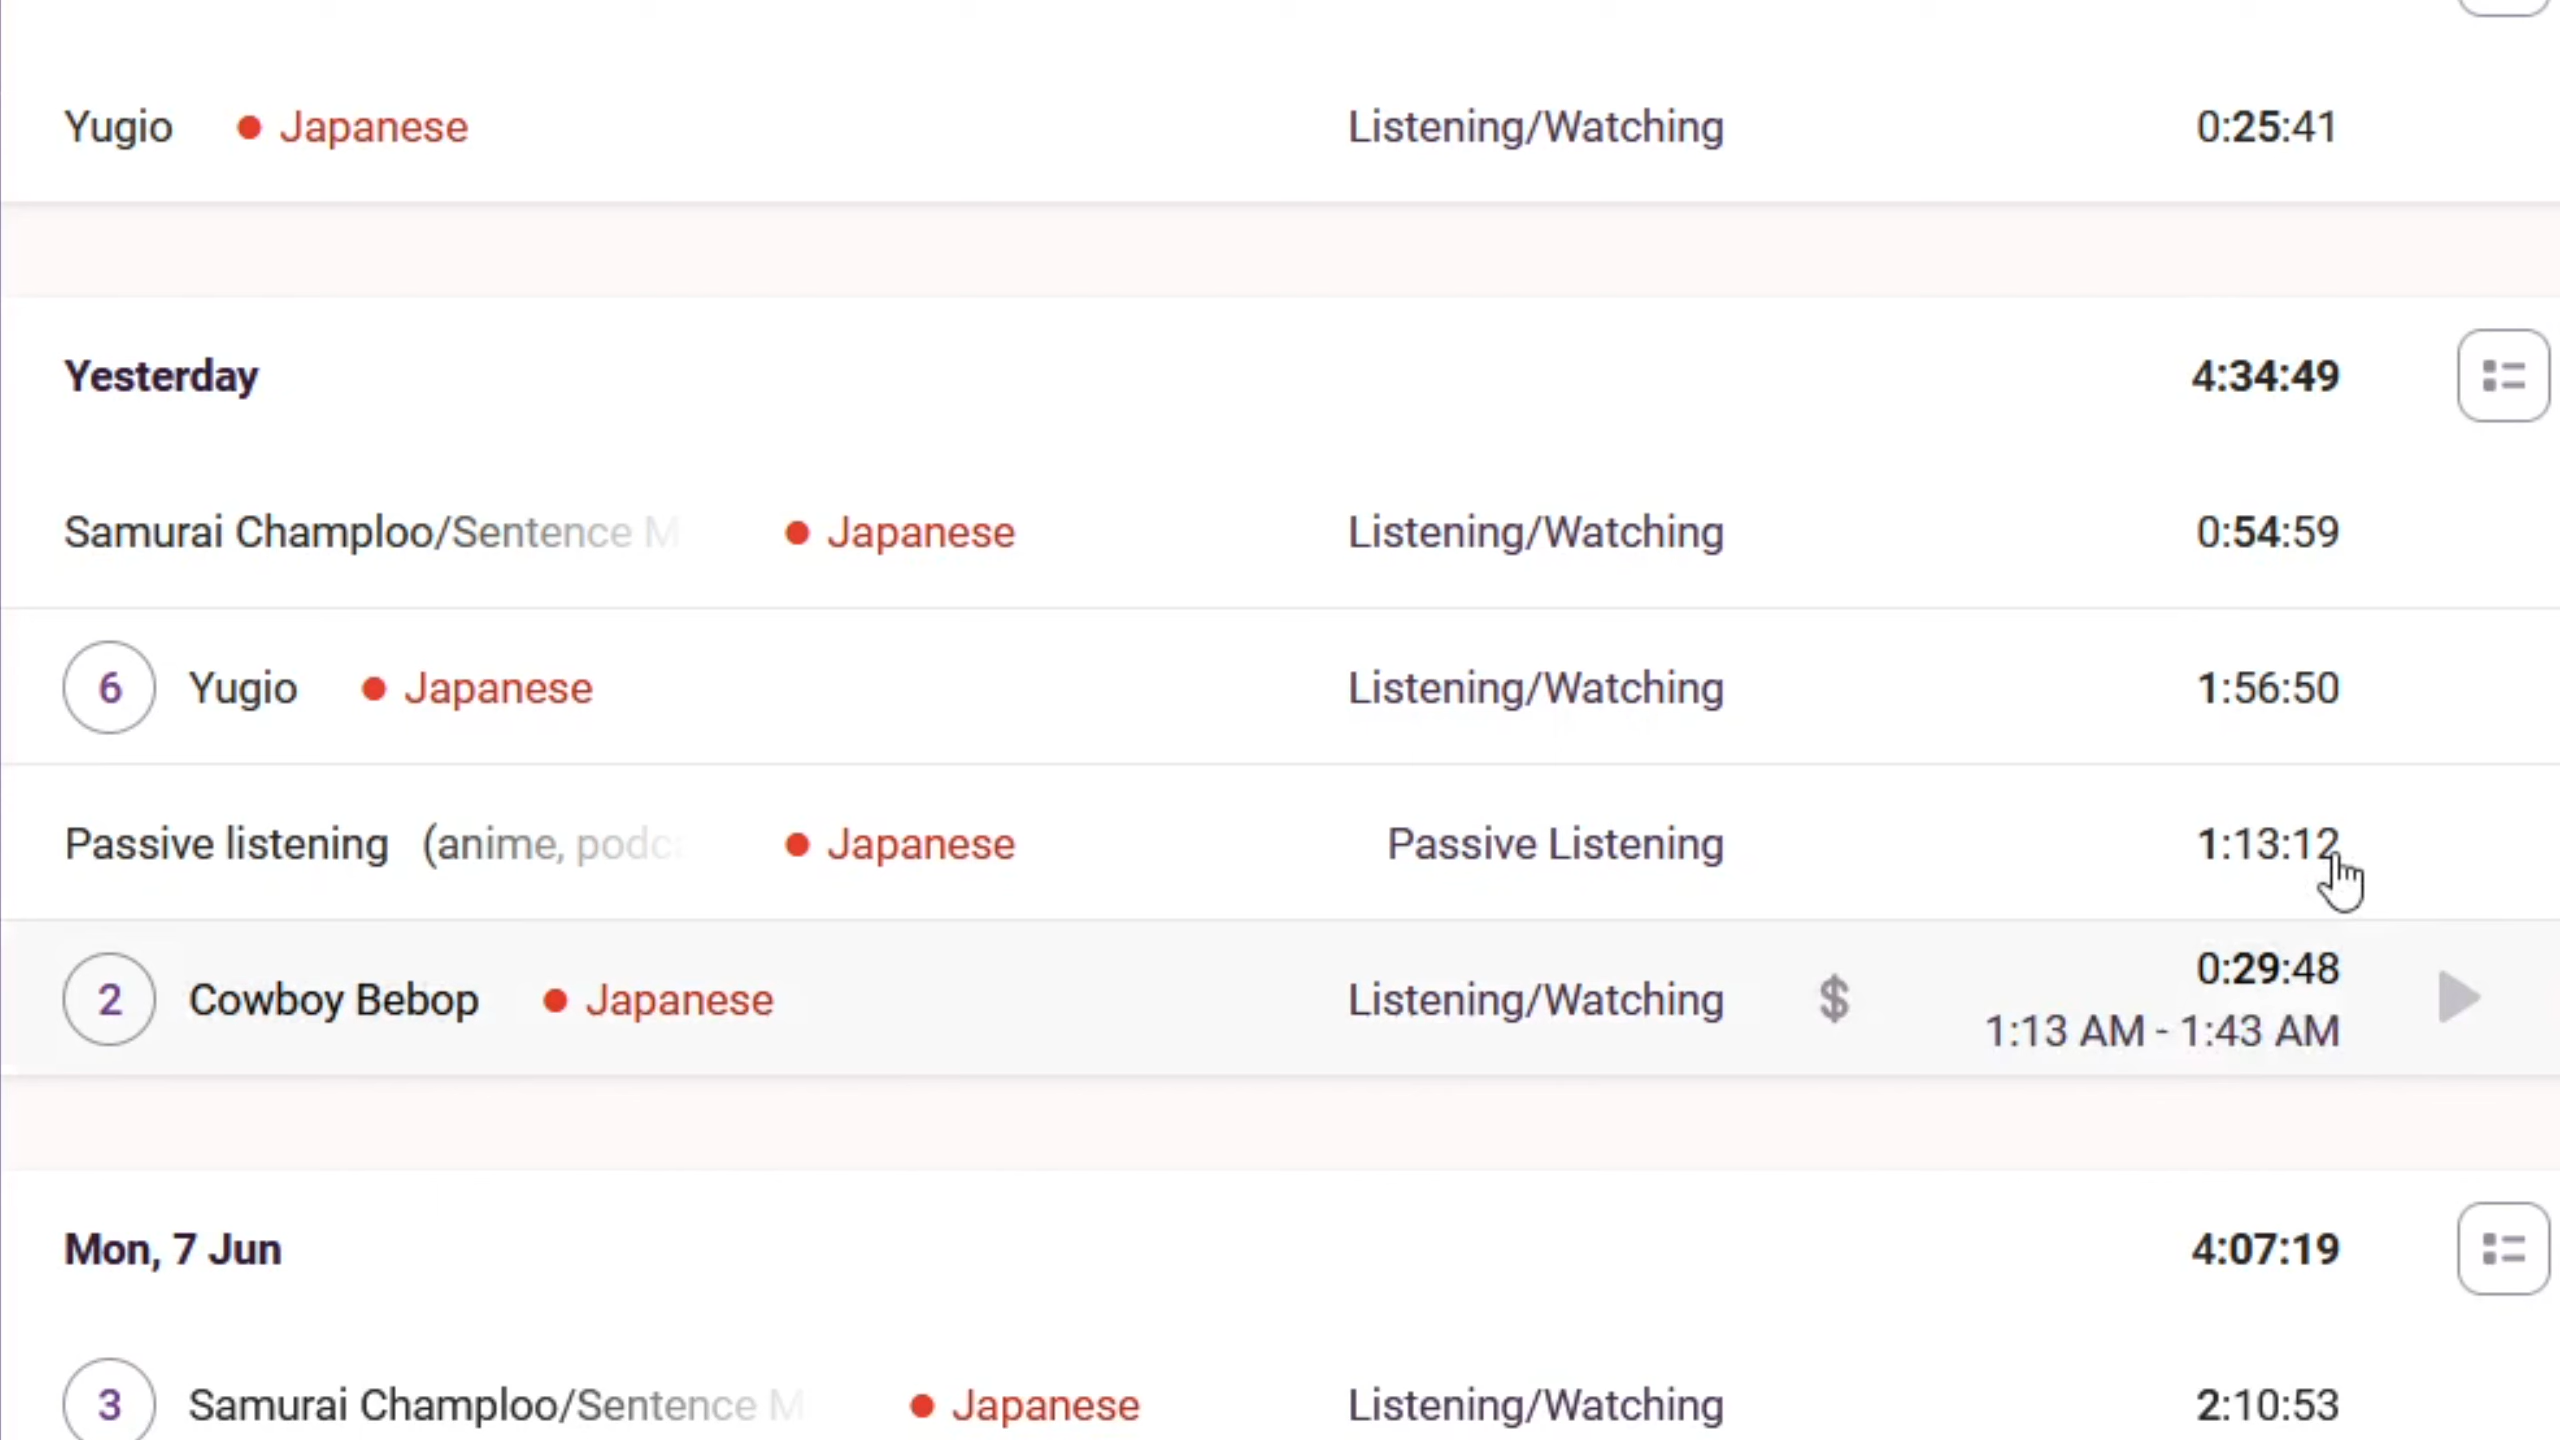 Yugio Japanese Listening/Watching 0:25:41
Yesterday 4:34:49
Samurai Champloo/Sentence M Japanese Listening/Watching 0:54:59
6 Yugio Japanese Listening/Watching 1:56:50
Passive listening (anime, podc Japanese Passive Listening 1:13:12
2 Cowboy Bebop Japanese Listening/Watching $ 0:29:48
1:13 AM - 1:43 AM
Mon, 7 Jun 4:07:19
3 Samurai Champloo/Sentence M Japanese Listening/Watching 2:10:53